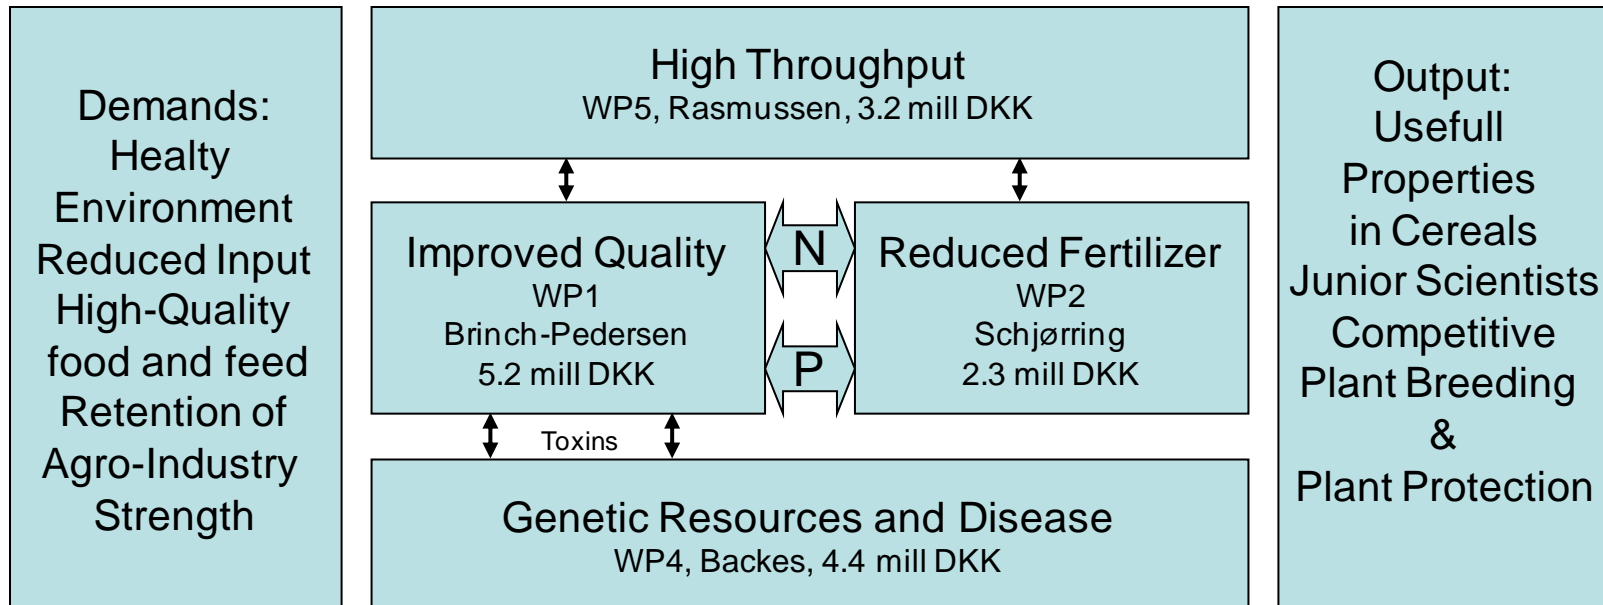 Demands:
Healty
Environment
Reduced Input
High-Quality
food and feed
Retention of
Agro-Industry
Strength
High Throughput
WP5, Rasmussen, 3.2 mill DKK
Improved Quality
WP1
Brinch-Pedersen
5.2 mill DKK
N
P
Reduced Fertilizer
WP2
Schjørring
2.3 mill DKK
Toxins
Genetic Resources and Disease
WP4, Backes, 4.4 mill DKK
Output:
Usefull
Properties
in Cereals
Junior Scientists
Competitive
Plant Breeding
&
Plant Protection